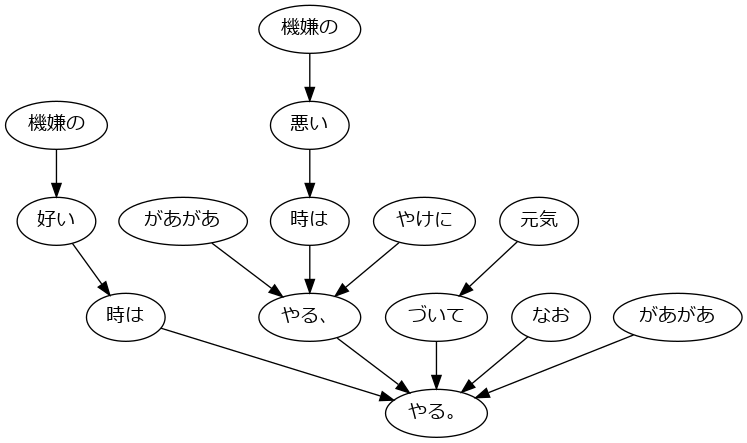 機嫌の
機嫌の
悪い
好い
があがあ
時は
やけに
元気
時は
やる、
づいて
なお
があがあ
やる。